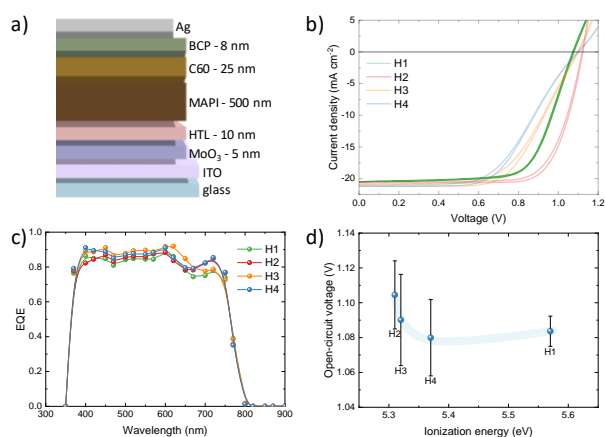 a)
Ag
BCP - 8 nm
C60 - 25 nm
MAPI - 500 nm
HTL - 10 nm
MoO₃ - 5 nm
ITO
glass
b)
Current density (mA cm⁻²)
5
0
-5
-10
-15
-20
H1
H2
H3
H4
0.0 0.2 0.4 0.6 0.8 1.0 1.2
Voltage (V)
c)
EQE
1.0
0.8
0.6
0.4
0.2
0.0
H1
H2
H3
H4
300 400 500 600 700 800 900
Wavelength (nm)
d)
Open-circuit voltage (V)
1.14
1.12
1.10
1.08
1.06
1.04
H2
H3
H4
H1
5.3 5.4 5.5 5.6
Ionization energy (eV)